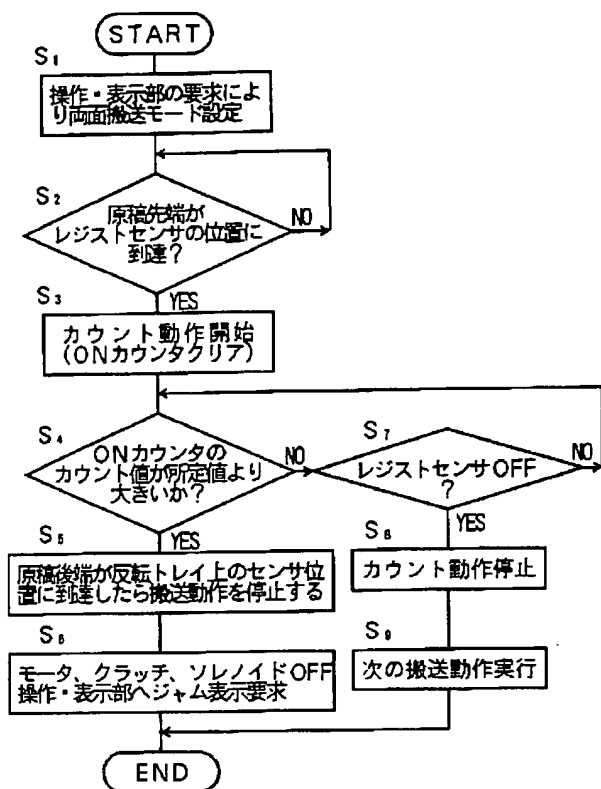 START
S1
操作・表示部の要求によ
り両面搬送モード設定
S2
原稿先端が
レジストセンサの位置に
到達?
NO
S3
YES
カウント動作開始
(ONカウンタクリア)
S4
ONカウンタの
カウント値が所定値より
大きいか?
NO
S7
レジストセンサOFF
?
NO
S5
YES
原稿後端が反転トレイ上のセンサ位
置に到達したら搬送動作を停止する
S8
YES
カウント動作停止
S6
モータ、クラッチ、ソレノイドOFF
操作・表示部へジャム表示要求
S9
次の搬送動作実行
END